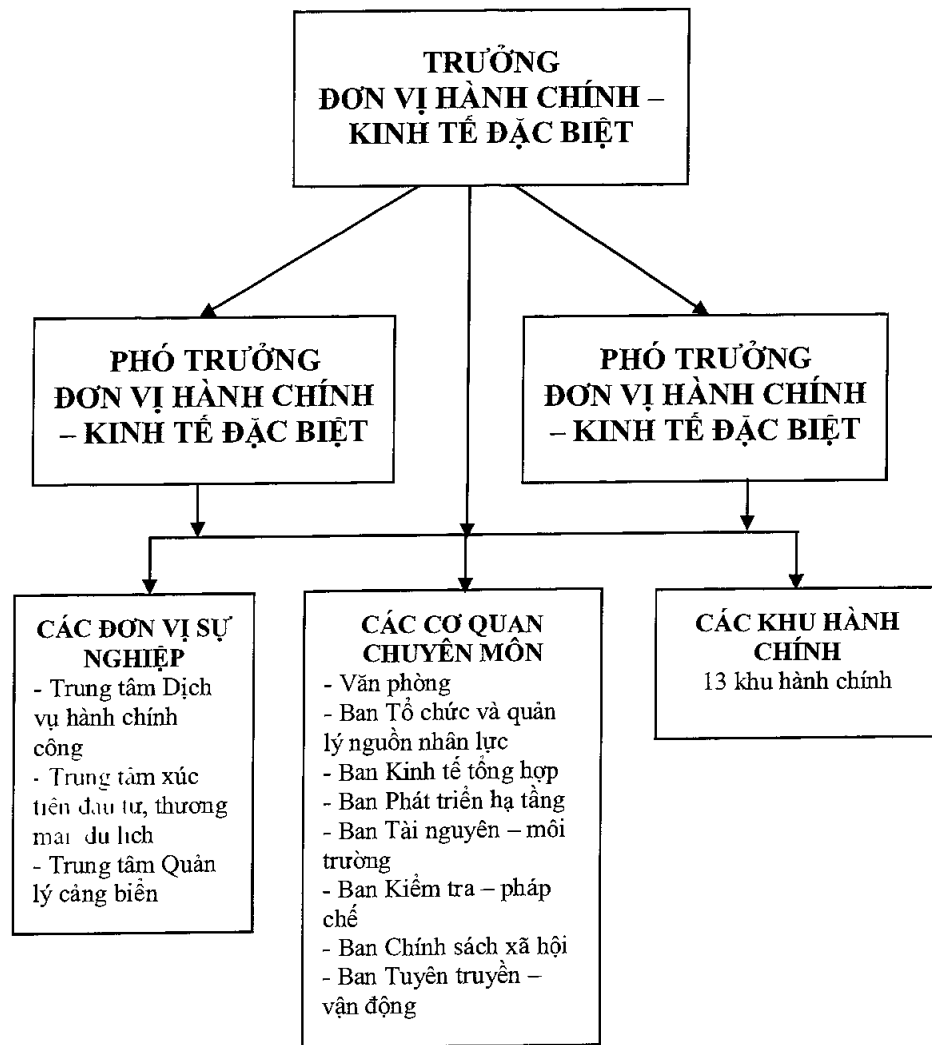 TRƯỞNG
ĐƠN VỊ HÀNH CHÍNH –
KINH TẾ ĐẶC BIỆT
PHÓ TRƯỞNG
ĐƠN VỊ HÀNH CHÍNH
– KINH TẾ ĐẶC BIỆT
PHÓ TRƯỞNG
ĐƠN VỊ HÀNH CHÍNH
– KINH TẾ ĐẶC BIỆT
CÁC ĐƠN VỊ SỰ
NGHIỆP
- Trung tâm Dịch
vụ hành chính
công
- Trung tâm xúc
tiến đầu tư, thương
mại du lịch
- Trung tâm Quản
lý cảng biển
CÁC CƠ QUAN
CHUYÊN MÔN
- Văn phòng
- Ban Tổ chức và quản
lý nguồn nhân lực
- Ban Kinh tế tổng hợp
- Ban Phát triển hạ tầng
- Ban Tài nguyên – môi
trường
- Ban Kiểm tra – pháp
chế
- Ban Chính sách xã hội
- Ban Tuyên truyền –
vận động
CÁC KHU HÀNH
CHÍNH
13 khu hành chính